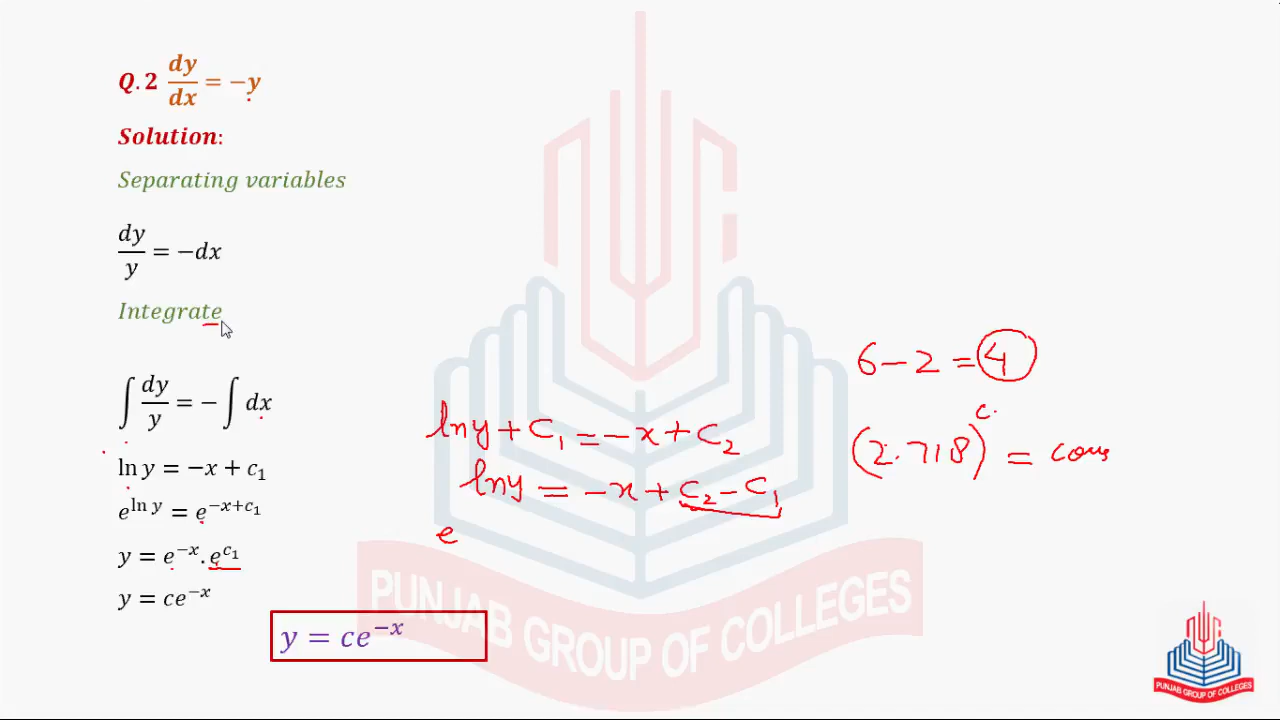 Q.2 dy/dx = −y
Solution:
Separating variables
dy/y = −dx
Integrate
∫ dy/y = − ∫ dx
ln y = −x + c₁
e^{ln y} = e^{−x+c₁}
y = e^{−x}.e^{c₁}
y = ce^{−x}
y = ce^{−x}
ln y + C₁ = −x + C₂
ln y = −x + C₂ − C₁
e
6 − 2 = 4
(2.718)^{c.} = cons
PUNJAB GROUP OF COLLEGES
PUNJAB GROUP OF COLLEGES